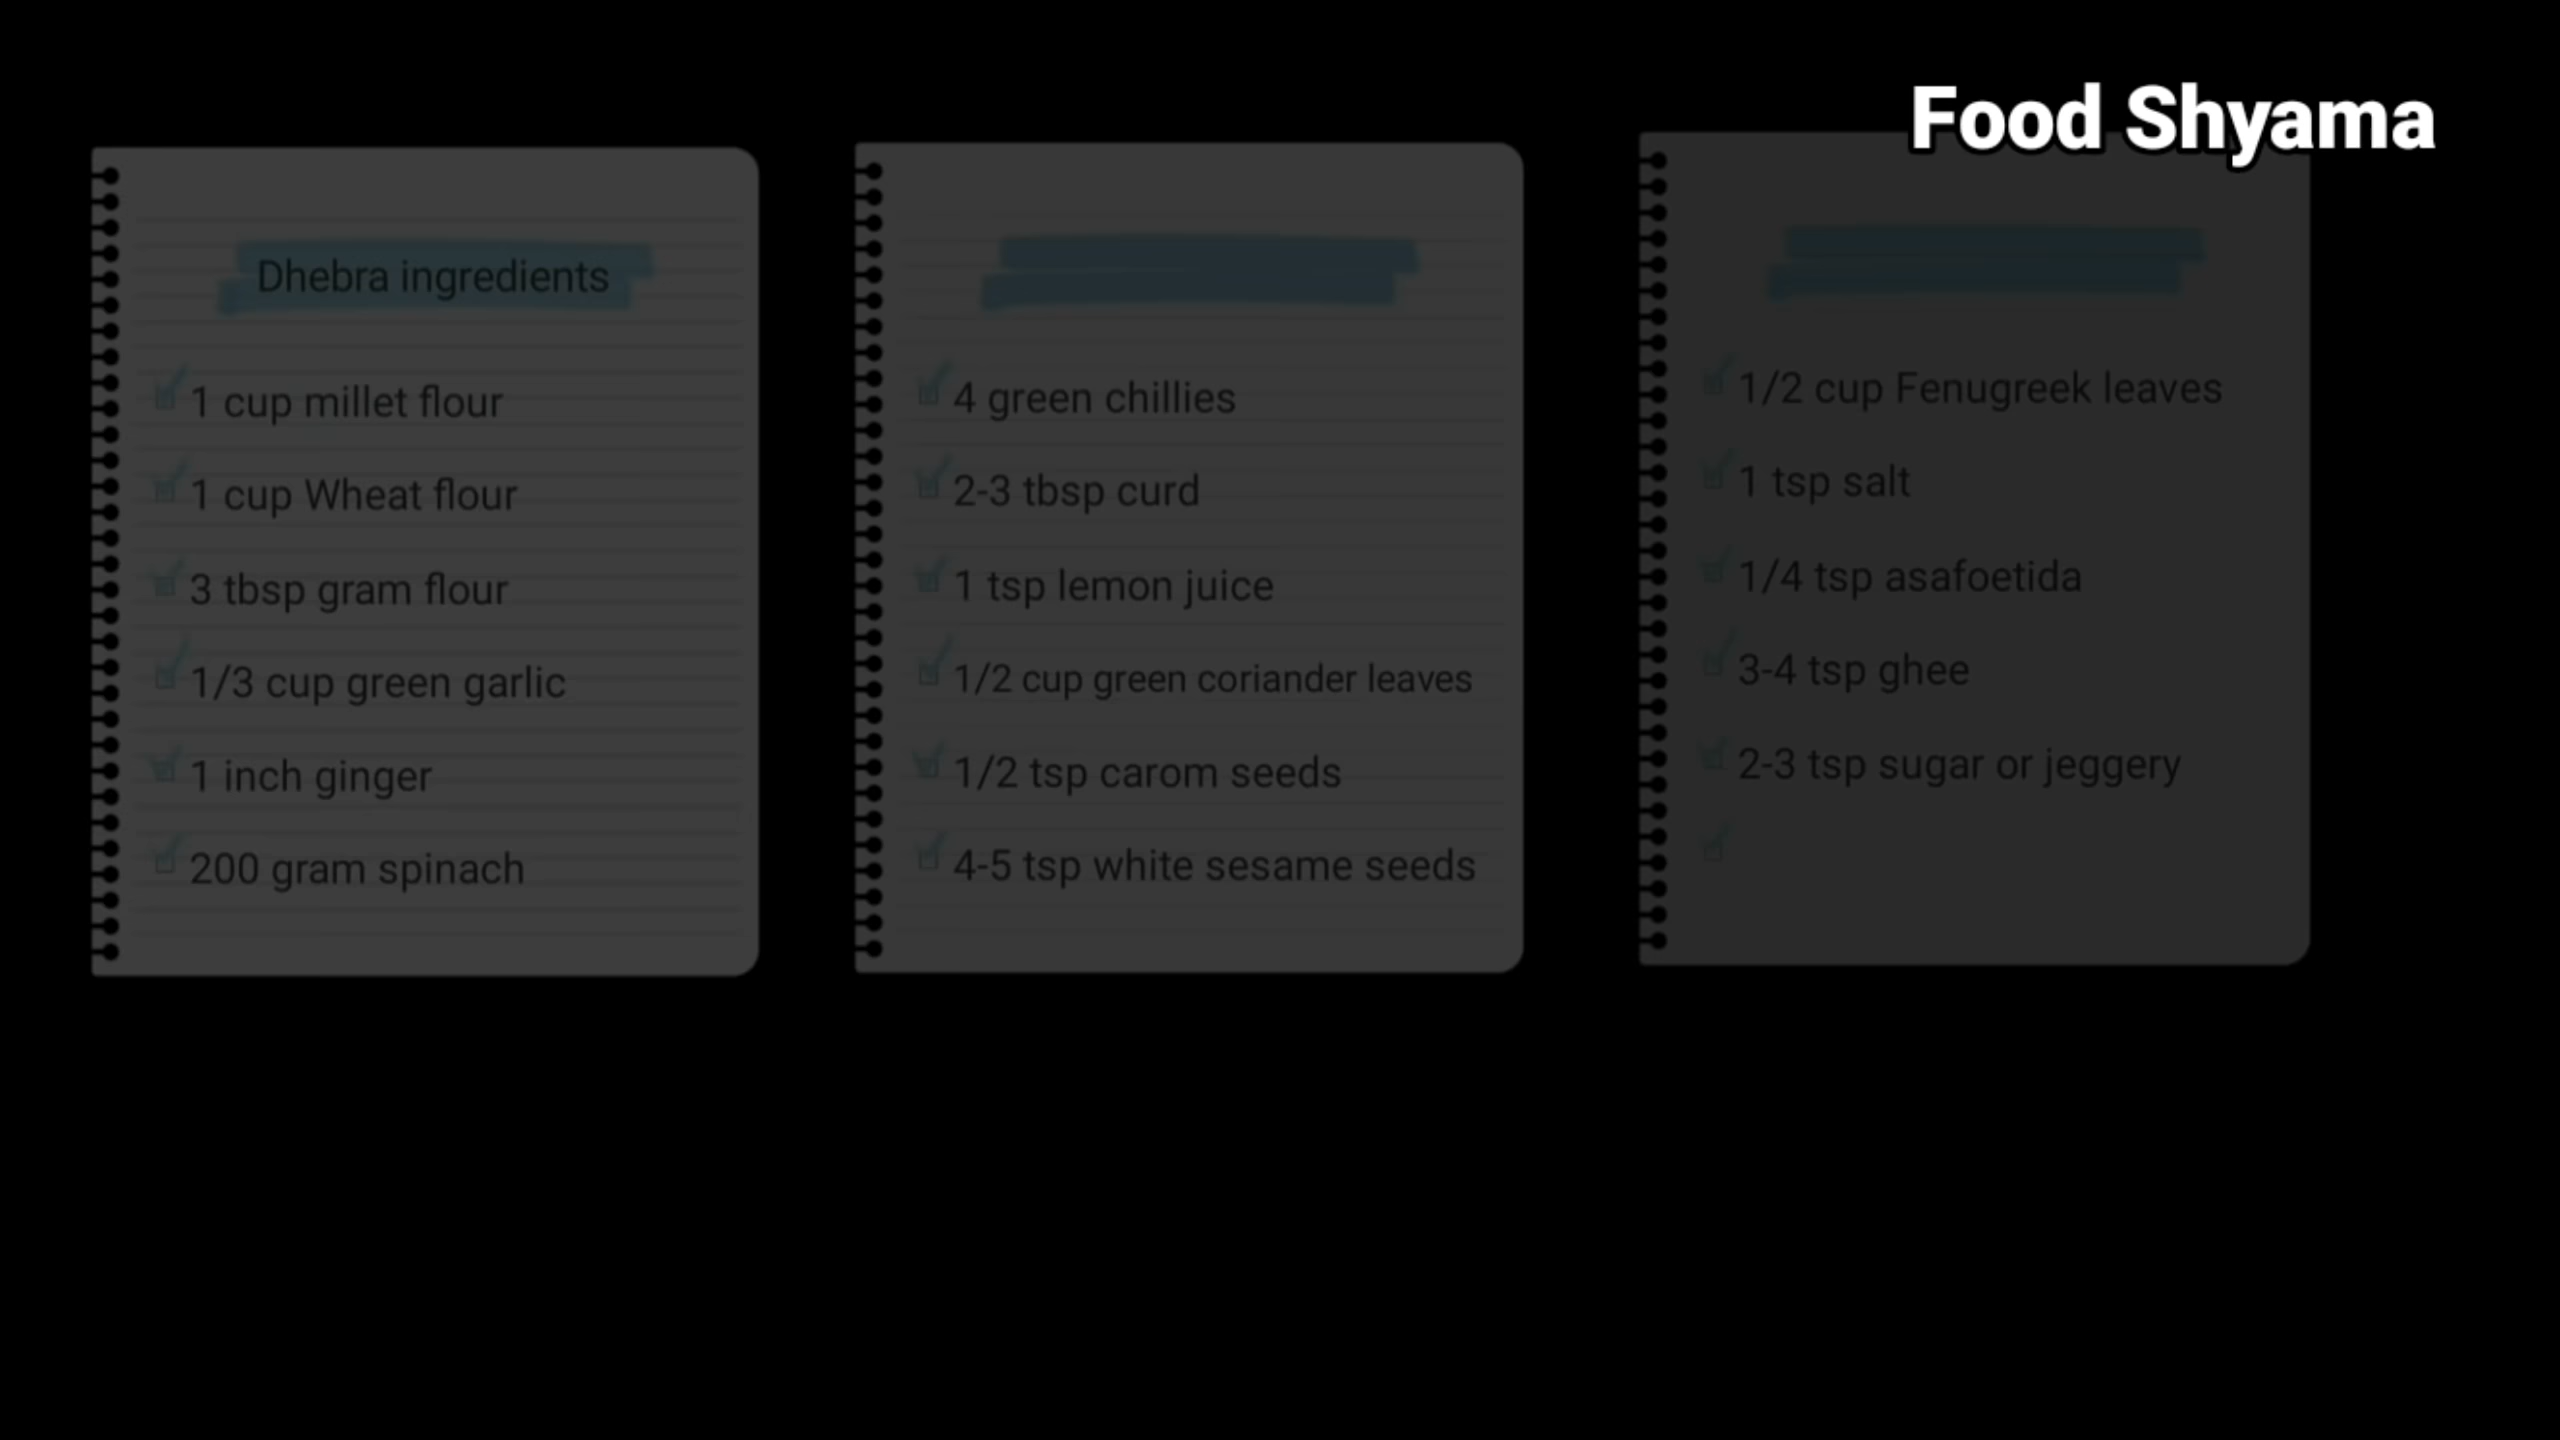 Food Shyama
Dhebra ingredients
1 cup millet flour
1 cup Wheat flour
3 tbsp gram flour
1/3 cup green garlic
1 inch ginger
200 gram spinach
4 green chillies
2-3 tbsp curd
1 tsp lemon juice
1/2 cup green coriander leaves
1/2 tsp carom seeds
4-5 tsp white sesame seeds
1/2 cup Fenugreek leaves
1 tsp salt
1/4 tsp asafoetida
3-4 tsp ghee
2-3 tsp sugar or jeggery